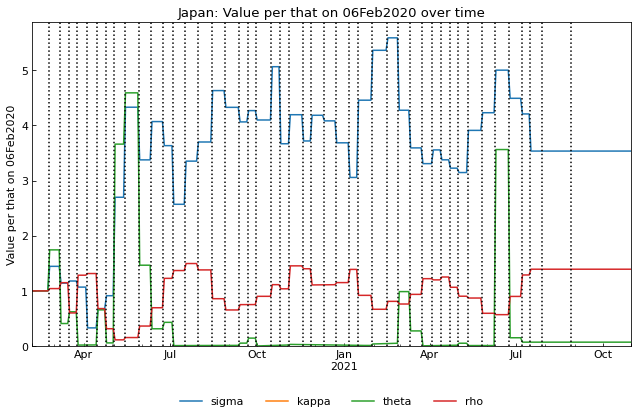 Japan: Value per that on 06Feb2020 over time
Value per that on 06Feb2020
5
4
3
2
1
0
Apr Jul Oct Jan Apr Jul Oct
2021
sigma kappa theta rho